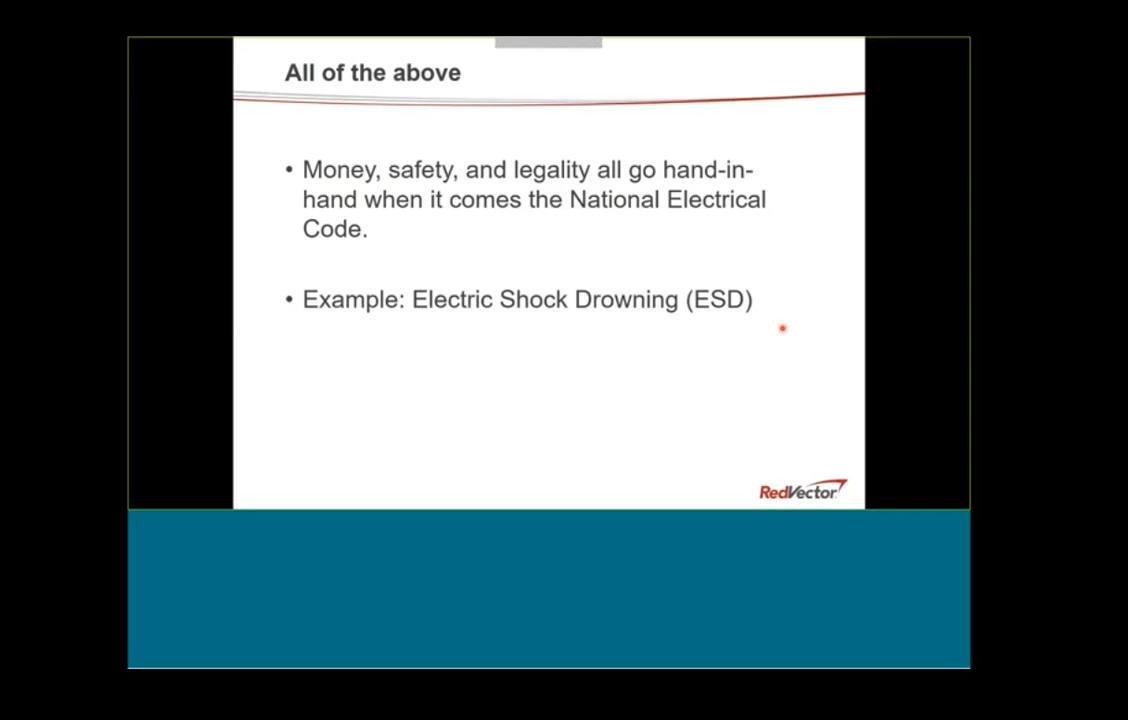 All of the above
• Money, safety, and legality all go hand-in-
hand when it comes the National Electrical
Code.
• Example: Electric Shock Drowning (ESD)
RedVector